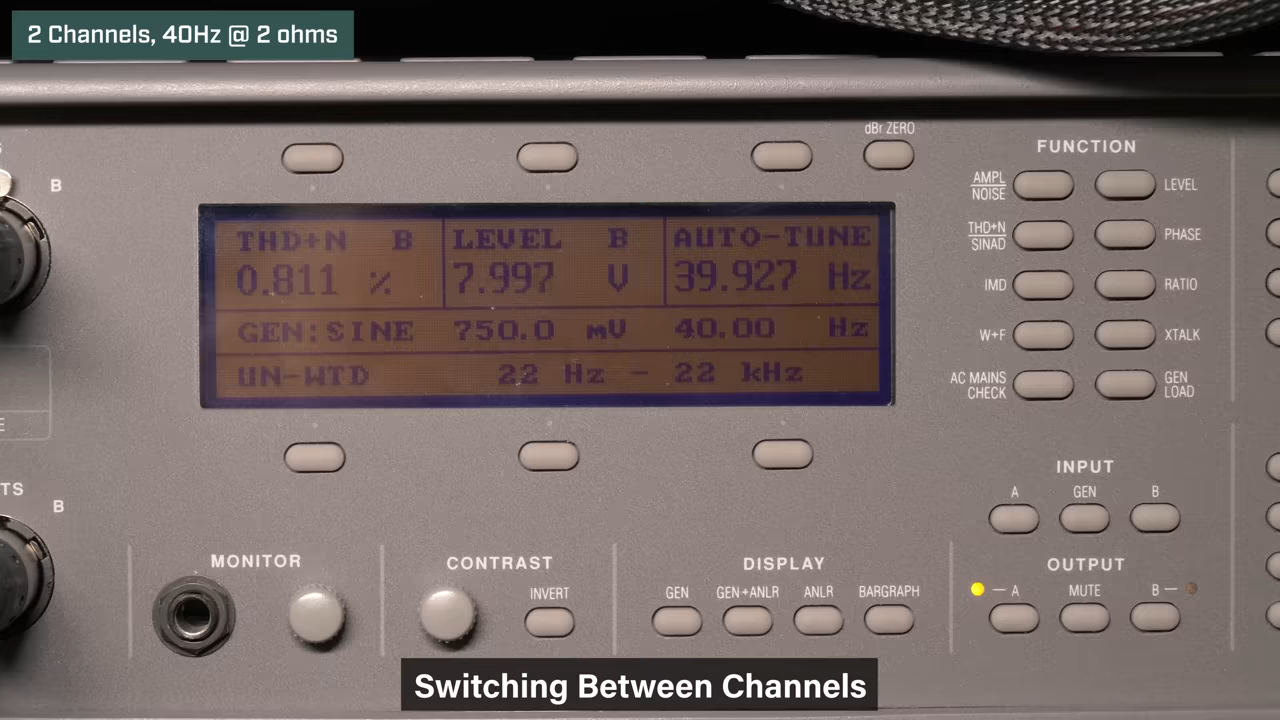 2 Channels, 40Hz @ 2 ohms
dBr ZERO
FUNCTION
B
AMPL
NOISE
LEVEL
THD+N B LEVEL B AUTO-TUNE
0.811 % 7.997 V 39.927 Hz
GEN:SINE 750.0 mV 40.00 Hz
UN-WTD 22 Hz - 22 kHz
THD+N
SINAD
PHASE
IMD
RATIO
W+F
XTALK
AC MAINS
CHECK
GEN
LOAD
INPUT
A GEN B
B
MONITOR
CONTRAST
INVERT
DISPLAY
GEN GEN+ANLR ANLR BARGRAPH
OUTPUT
A MUTE B
Switching Between Channels